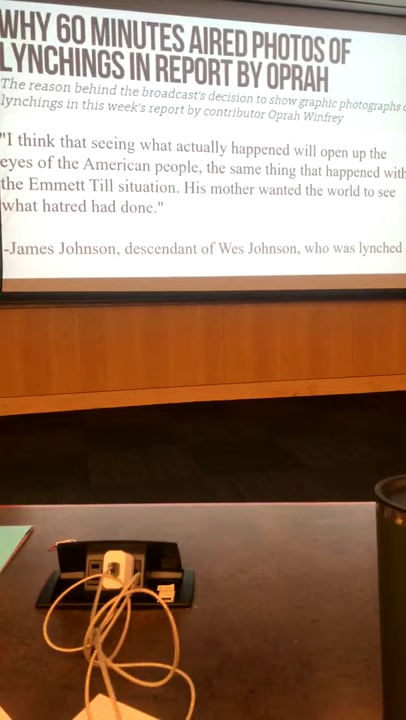 WHY 60 MINUTES AIRED PHOTOS OF
LYNCHINGS IN REPORT BY OPRAH
The reason behind the broadcast's decision to show graphic photographs
lynchings in this week's report by contributor Oprah Winfrey
"I think that seeing what actually happened will open up the
eyes of the American people, the same thing that happened with
the Emmett Till situation. His mother wanted the world to see
what hatred had done."
-James Johnson, descendant of Wes Johnson, who was lynched